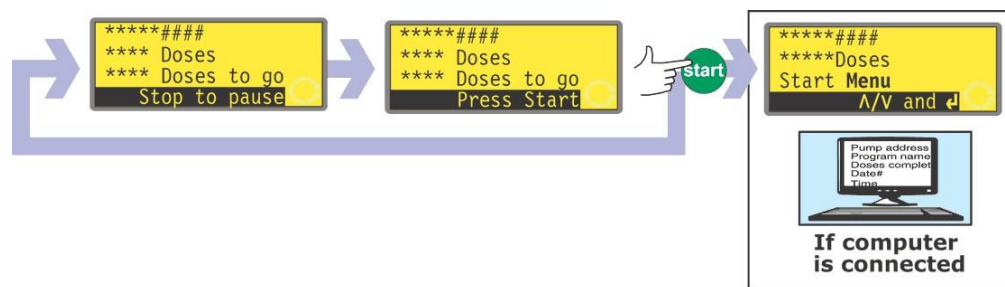 *****####
**** Doses
**** Doses to go
Stop to pause
*****####
**** Doses
**** Doses to go
Press Start
start
*****####
*****Doses
Start Menu
Λ/V and ↵
Pump address
Program name
Doses complet
Date#
Time
If computer
is connected